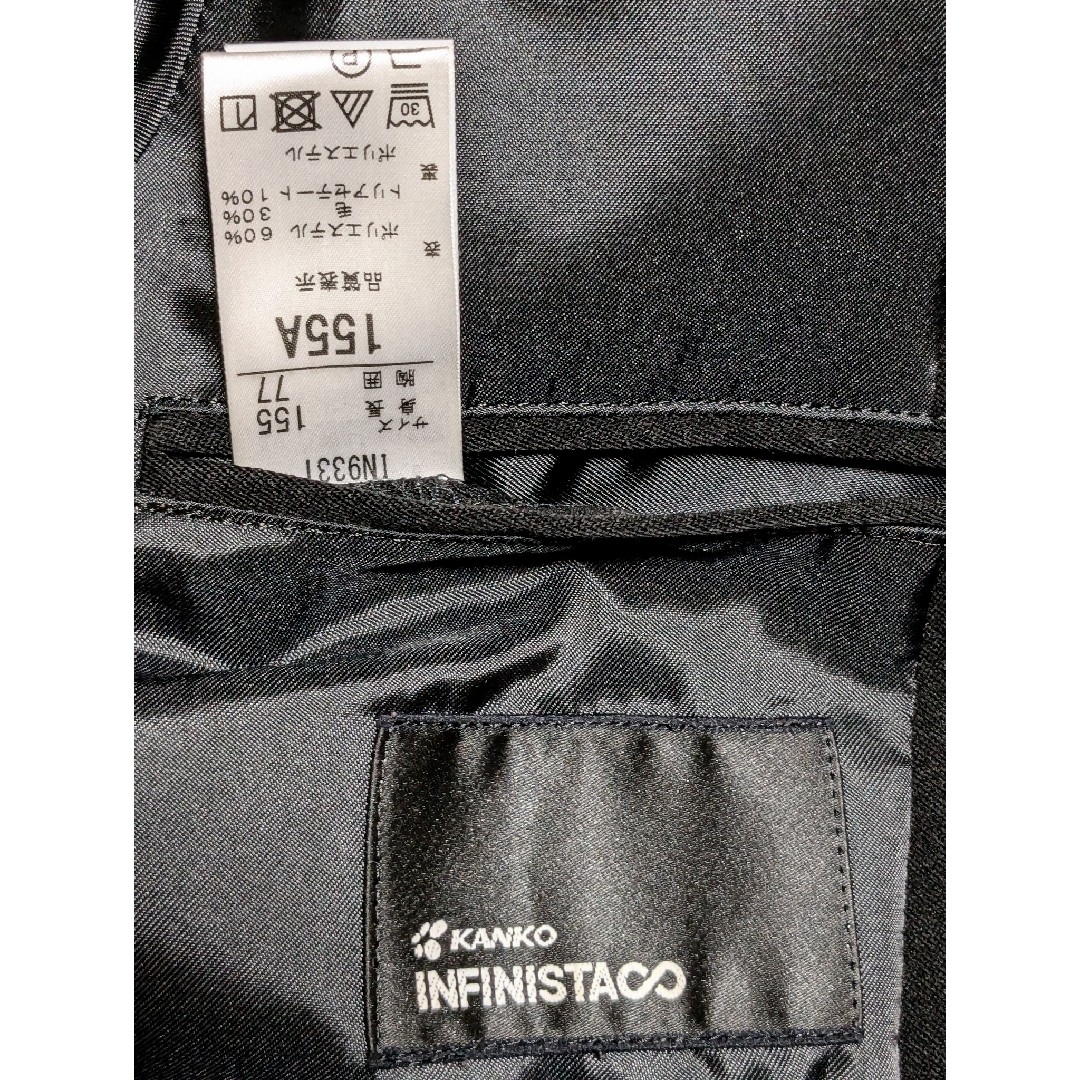 IN9331
サイズ
身長 155
胸囲 77
155A
品質表示
表 ポリエステル 60%
毛 30%
トリアセテート 10%
裏 ポリエステル
30
P
KANKO
INFINISTA